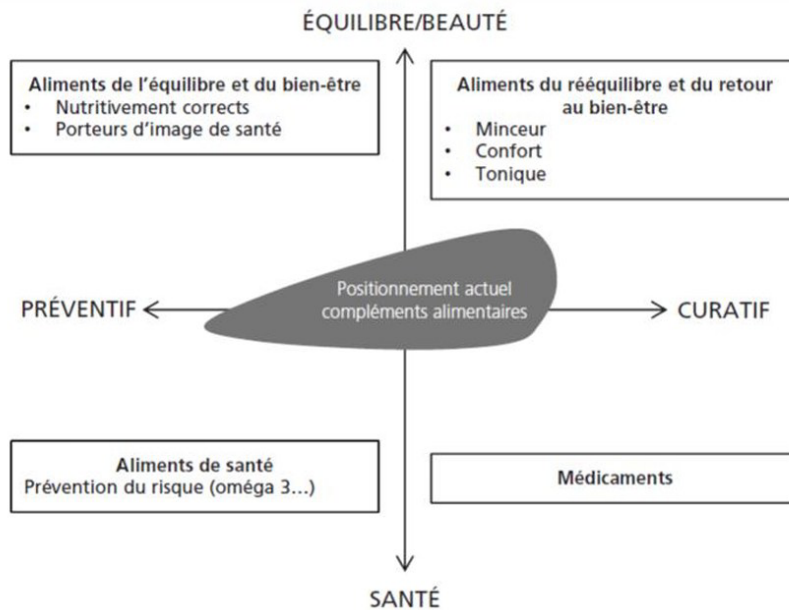 ÉQUILIBRE/BEAUTÉ
Aliments de l'équilibre et du bien-être
• Nutritivement corrects
• Porteurs d'image de santé
Aliments du rééquilibre et du retour
au bien-être
• Minceur
• Confort
• Tonique
PRÉVENTIF
Positionnement actuel
compléments alimentaires
CURATIF
Aliments de santé
Prévention du risque (oméga 3...)
Médicaments
SANTÉ